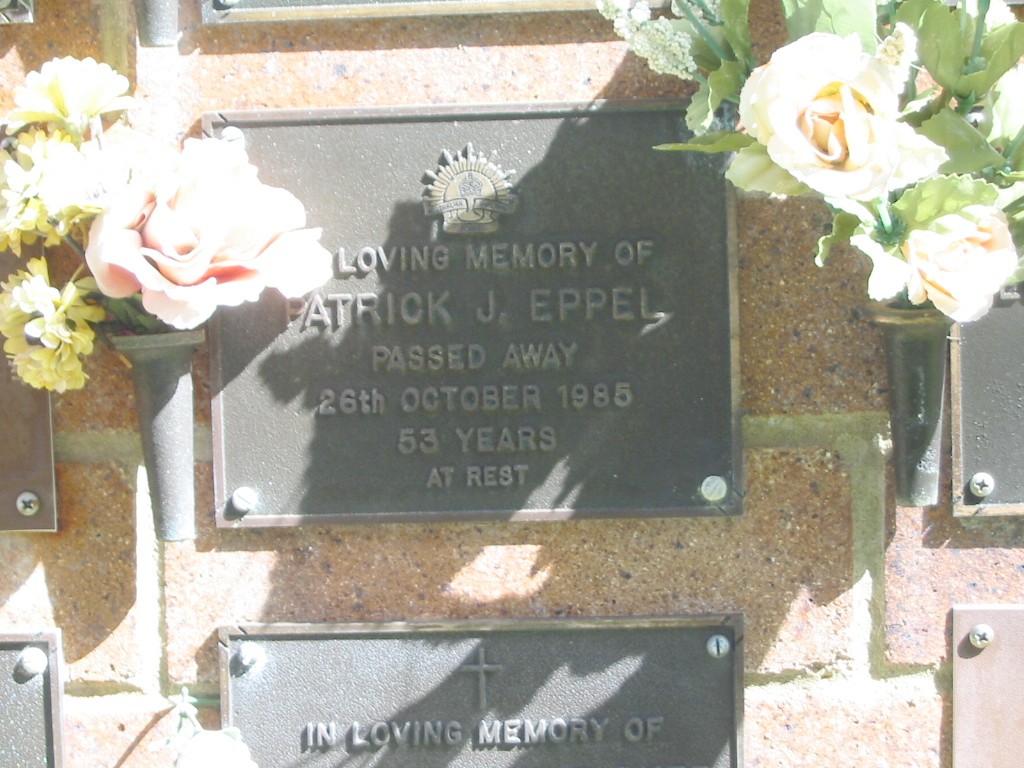 LOVING MEMORY OF
PATRICK J. EPPEL
PASSED AWAY
26th OCTOBER 1985
53 YEARS
AT REST
IN LOVING MEMORY OF